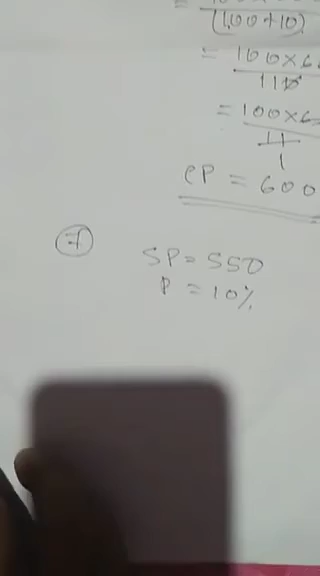 =
(100+10)
= 100×6
110
= 100×6
11
1
CP = 600
7
SP = 550
P = 10%